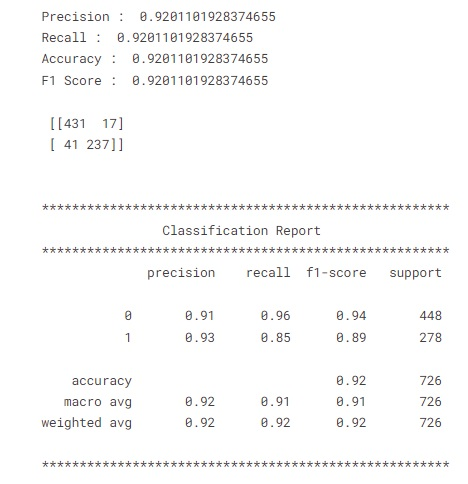 Precision :  0.9201101928374655
Recall :  0.9201101928374655
Accuracy :  0.9201101928374655
F1 Score :  0.9201101928374655
[[431  17]
[ 41 237]]
******************************************************
Classification Report
******************************************************
precision    recall  f1-score   support
0       0.91      0.96      0.94       448
1       0.93      0.85      0.89       278
accuracy                           0.92       726
macro avg       0.92      0.91      0.91       726
weighted avg       0.92      0.92      0.92       726
******************************************************